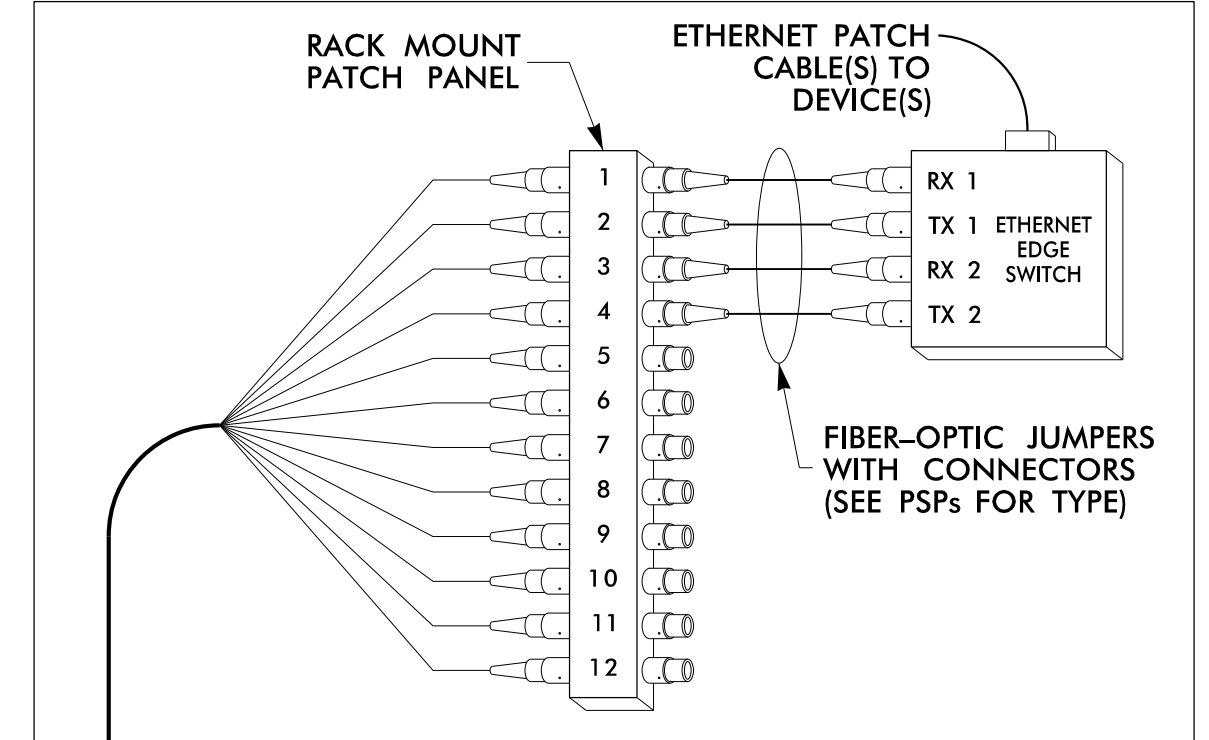 RACK MOUNT
PATCH PANEL
ETHERNET PATCH
CABLE(S) TO
DEVICE(S)
1
2
3
4
5
6
7
8
9
10
11
12
RX 1
TX 1
RX 2
TX 2
ETHERNET
EDGE
SWITCH
FIBER–OPTIC JUMPERS
WITH CONNECTORS
(SEE PSPs FOR TYPE)